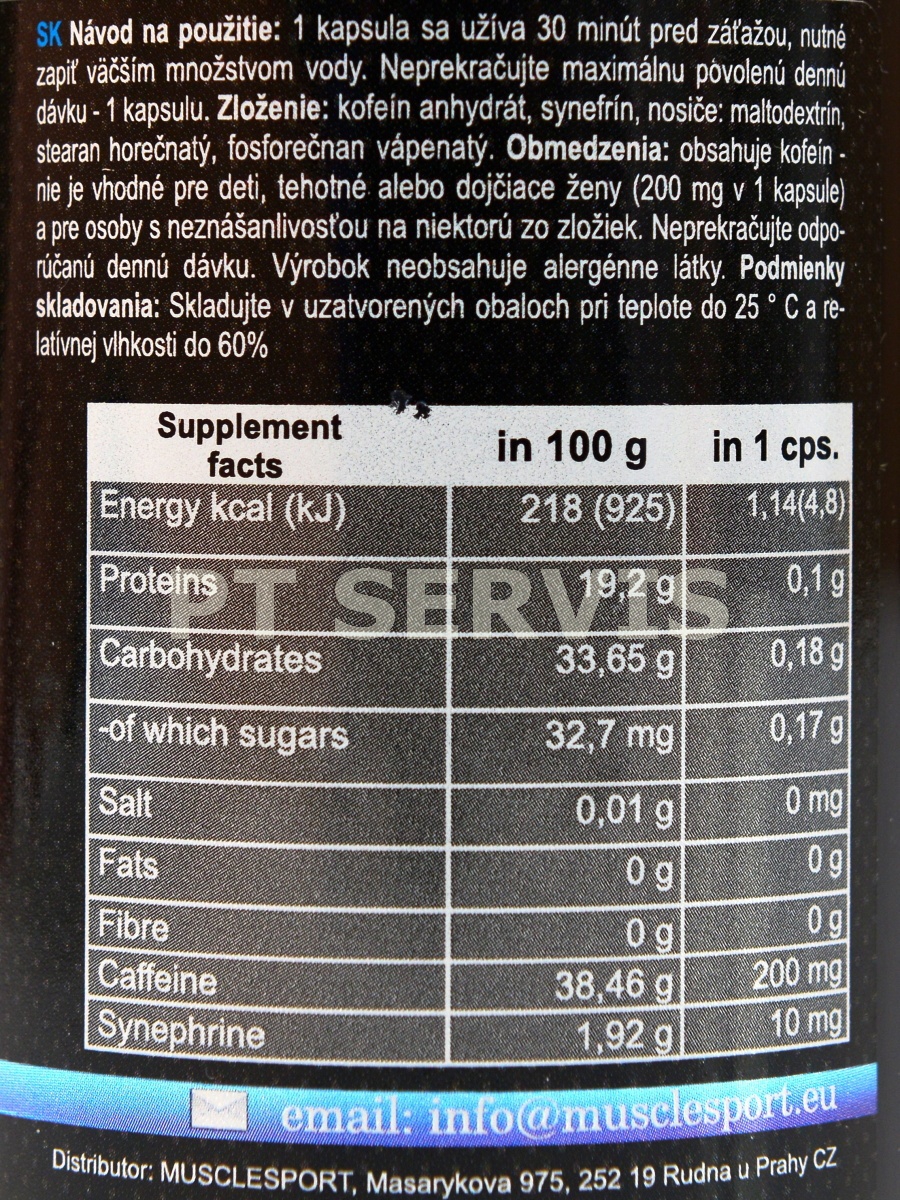 SK Návod na použitie: 1 kapsula sa užíva 30 minút pred záťažou, nutné
zapiť väčším množstvom vody. Neprekračujte maximálnu povolenú dennú
dávku - 1 kapsulu. Zloženie: kofeín anhydrát, synefrín, nosiče: maltodextrín,
stearan horečnatý, fosforečnan vápenatý. Obmedzenia: obsahuje kofein -
nie je vhodné pre deti, tehotné alebo dojčiace ženy (200 mg v 1 kapsule)
a pre osoby s neznášanlivosťou na niektorú zo zložiek. Neprekračujte odpo-
rúčanú dennú dávku. Výrobok neobsahuje alergénne látky. Podmienky
skladovania: Skladujte v uzatvorených obaloch pri teplote do 25 ° C a re-
latívnej vlhkosti do 60%
Supplement facts in 100 g in 1 cps.
Energy kcal (kJ) 218 (925) 1,14(4,8)
Proteins 19,2 g 0,1 g
PT SERVIS
Carbohydrates 33,65 g 0,18 g
-of which sugars 32,7 mg 0,17 g
Salt 0,01 g 0 mg
Fats 0 g 0 g
Fibre 0 g 0 g
Caffeine 38,46 g 200 mg
Synephrine 1,92 g 10 mg
email: info@musclesport.eu
Distributor: MUSCLESPORT, Masarykova 975, 252 19 Rudna u Prahy CZ